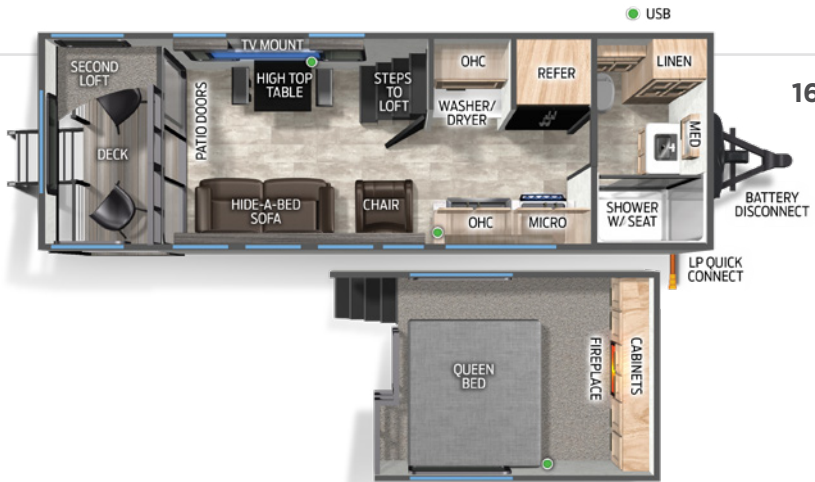 USB
16
TV MOUNT
SECOND
LOFT
PATIO DOORS
HIGH TOP
TABLE
STEPS
TO
LOFT
OHC
WASHER/
DRYER
REFER
LINEN
MED
DECK
HIDE-A-BED
SOFA
CHAIR
OHC
MICRO
SHOWER
W/ SEAT
BATTERY
DISCONNECT
LP QUICK
CONNECT
QUEEN
BED
FIREPLACE
CABINETS